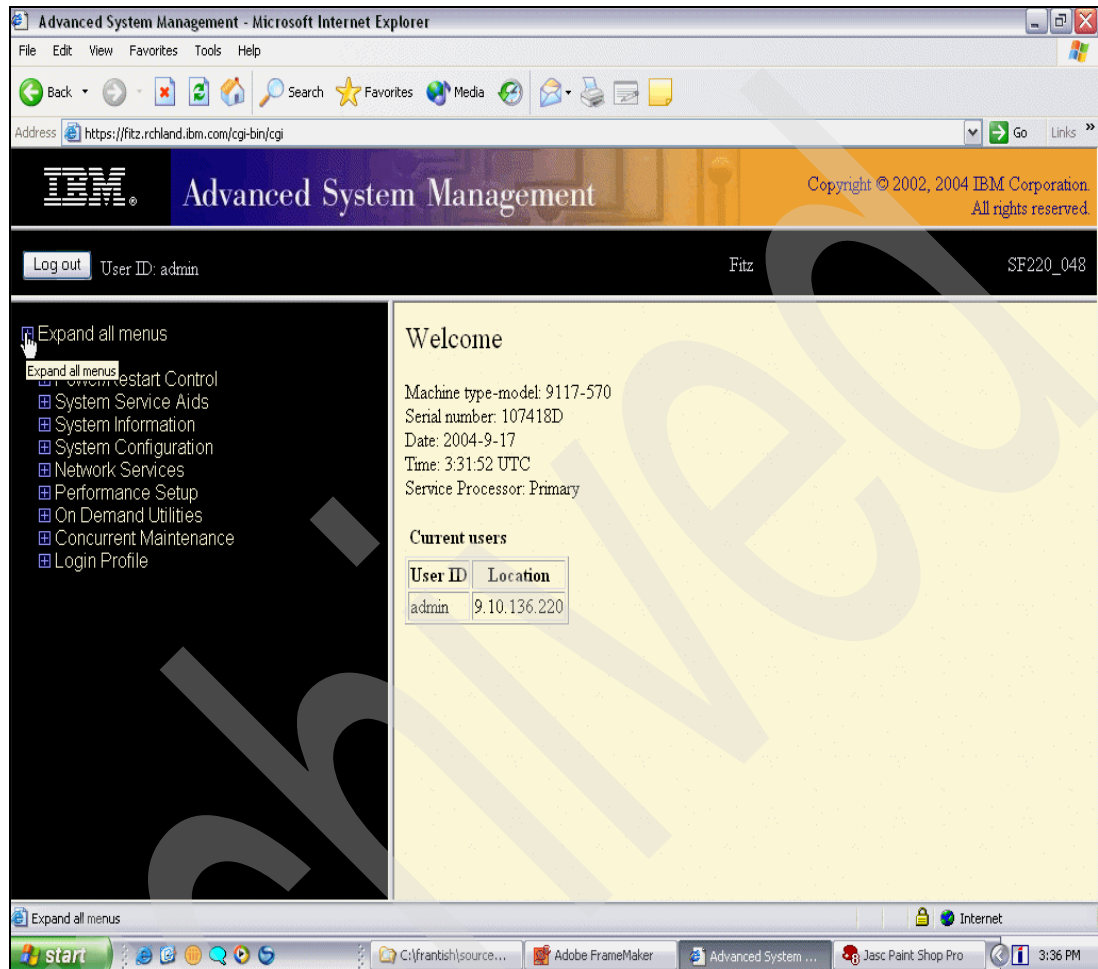 Advanced System Management - Microsoft Internet Explorer
File Edit View Favorites Tools Help
Back Search Favorites Media
Address https://fitz.rchland.ibm.com/cgi-bin/cgi Go Links »
IBM. Advanced System Management
Copyright © 2002, 2004 IBM Corporation.
All rights reserved.
Log out User ID: admin Fitz SF220_048
Expand all menus
Expand all menus
Power/Restart Control
System Service Aids
System Information
System Configuration
Network Services
Performance Setup
On Demand Utilities
Concurrent Maintenance
Login Profile
Welcome
Machine type-model: 9117-570
Serial number: 107418D
Date: 2004-9-17
Time: 3:31:52 UTC
Service Processor: Primary
Current users
User ID Location
admin 9.10.136.220
Expand all menus Internet
start C:\frantish\source... Adobe FrameMaker Advanced System ... Jasc Paint Shop Pro 3:36 PM